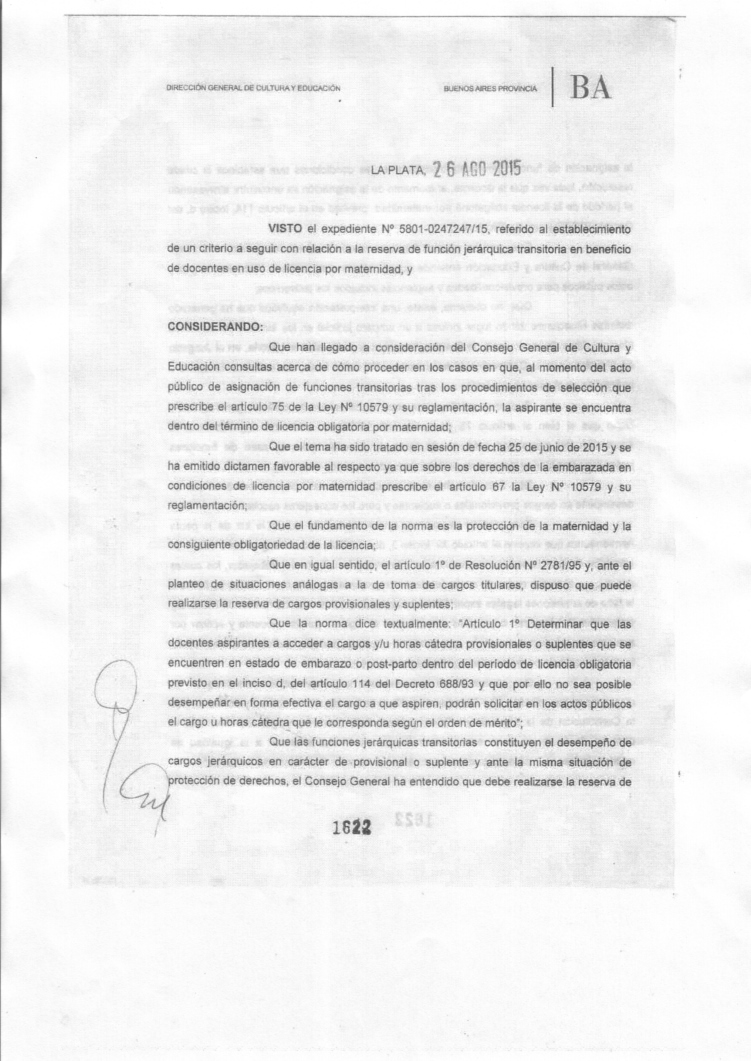 DIRECCIÓN GENERAL DE CULTURA Y EDUCACIÓN
BUENOS AIRES PROVINCIA
BA
LA PLATA, 26 AGO 2015
VISTO el expediente Nº 5801-0247247/15, referido al establecimiento
de un criterio a seguir con relación a la reserva de función jerárquica transitoria en beneficio
de docentes en uso de licencia por maternidad, y
CONSIDERANDO:
Que han llegado a consideración del Consejo General de Cultura y
Educación consultas acerca de cómo proceder en los casos en que, al momento del acto
público de asignación de funciones transitorias tras los procedimientos de selección que
prescribe el artículo 75 de la Ley Nº 10579 y su reglamentación, la aspirante se encuentra
dentro del término de licencia obligatoria por maternidad;
Que el tema ha sido tratado en sesión de fecha 25 de junio de 2015 y se
ha emitido dictamen favorable al respecto ya que sobre los derechos de la embarazada en
condiciones de licencia por maternidad prescribe el artículo 67 la Ley Nº 10579 y su
reglamentación;
Que el fundamento de la norma es la protección de la maternidad y la
consiguiente obligatoriedad de la licencia;
Que en igual sentido, el artículo 1º de Resolución Nº 2781/95 y, ante el
planteo de situaciones análogas a la de toma de cargos titulares, dispuso que puede
realizarse la reserva de cargos provisionales y suplentes;
Que la norma dice textualmente: "Artículo 1º Determinar que las
docentes aspirantes a acceder a cargos y/u horas cátedra provisionales o suplentes que se
encuentren en estado de embarazo o post-parto dentro del período de licencia obligatoria
previsto en el inciso d, del artículo 114 del Decreto 688/93 y que por ello no sea posible
desempeñar en forma efectiva el cargo a que aspiren, podrán solicitar en los actos públicos
el cargo u horas cátedra que le corresponda según el orden de mérito";
Que las funciones jerárquicas transitorias constituyen el desempeño de
cargos jerárquicos en carácter de provisional o suplente y ante la misma situación de
protección de derechos, el Consejo General ha entendido que debe realizarse la reserva de
1622